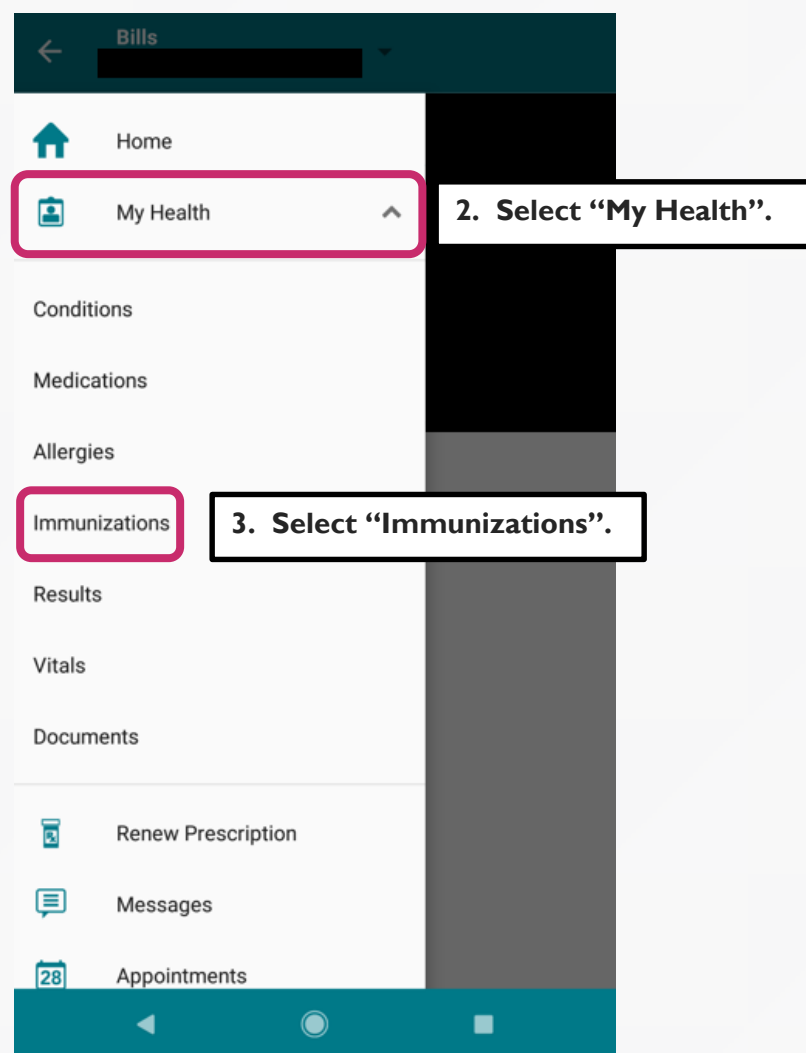 Bills
Home
My Health
2. Select “My Health”.
Conditions
Medications
Allergies
Immunizations
3. Select “Immunizations”.
Results
Vitals
Documents
Renew Prescription
Messages
28
Appointments